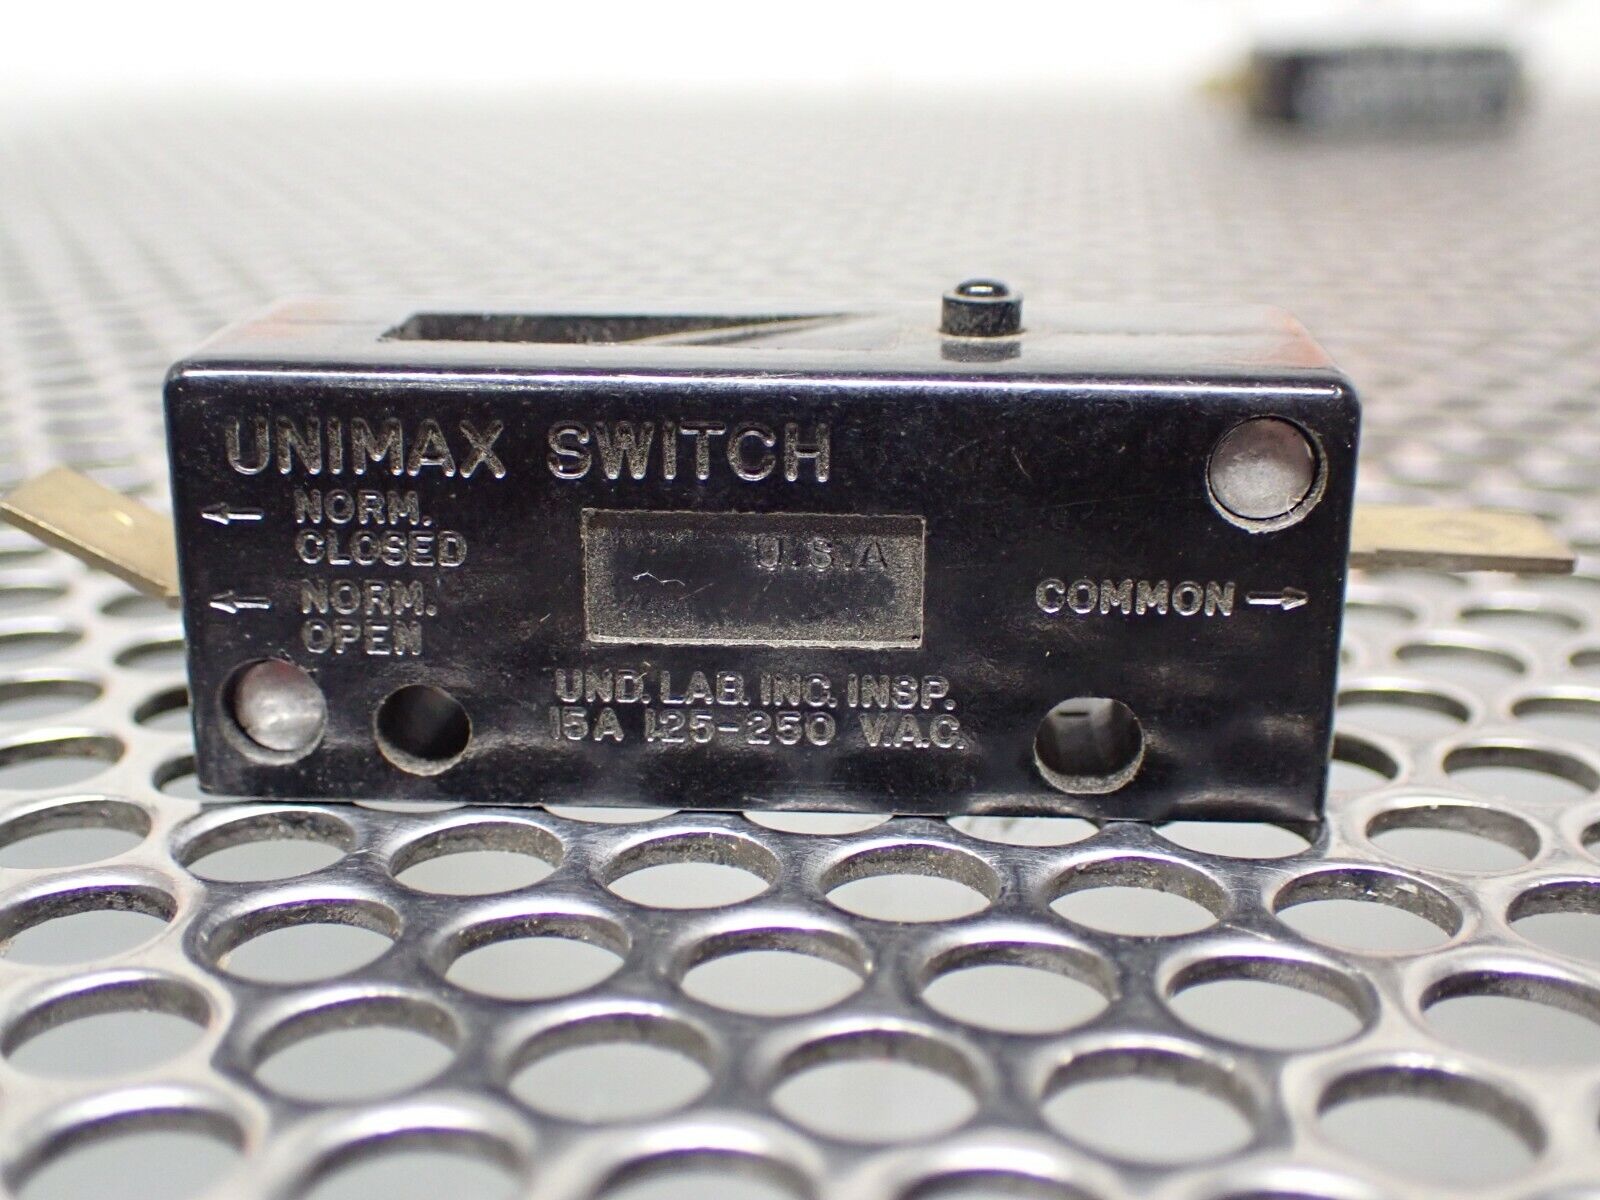 UNIMAX SWITCH
← NORM.
CLOSED
← NORM.
OPEN
U.S.A
COMMON →
UND. LAB. INC. INSP.
15A 125-250 V.A.C.